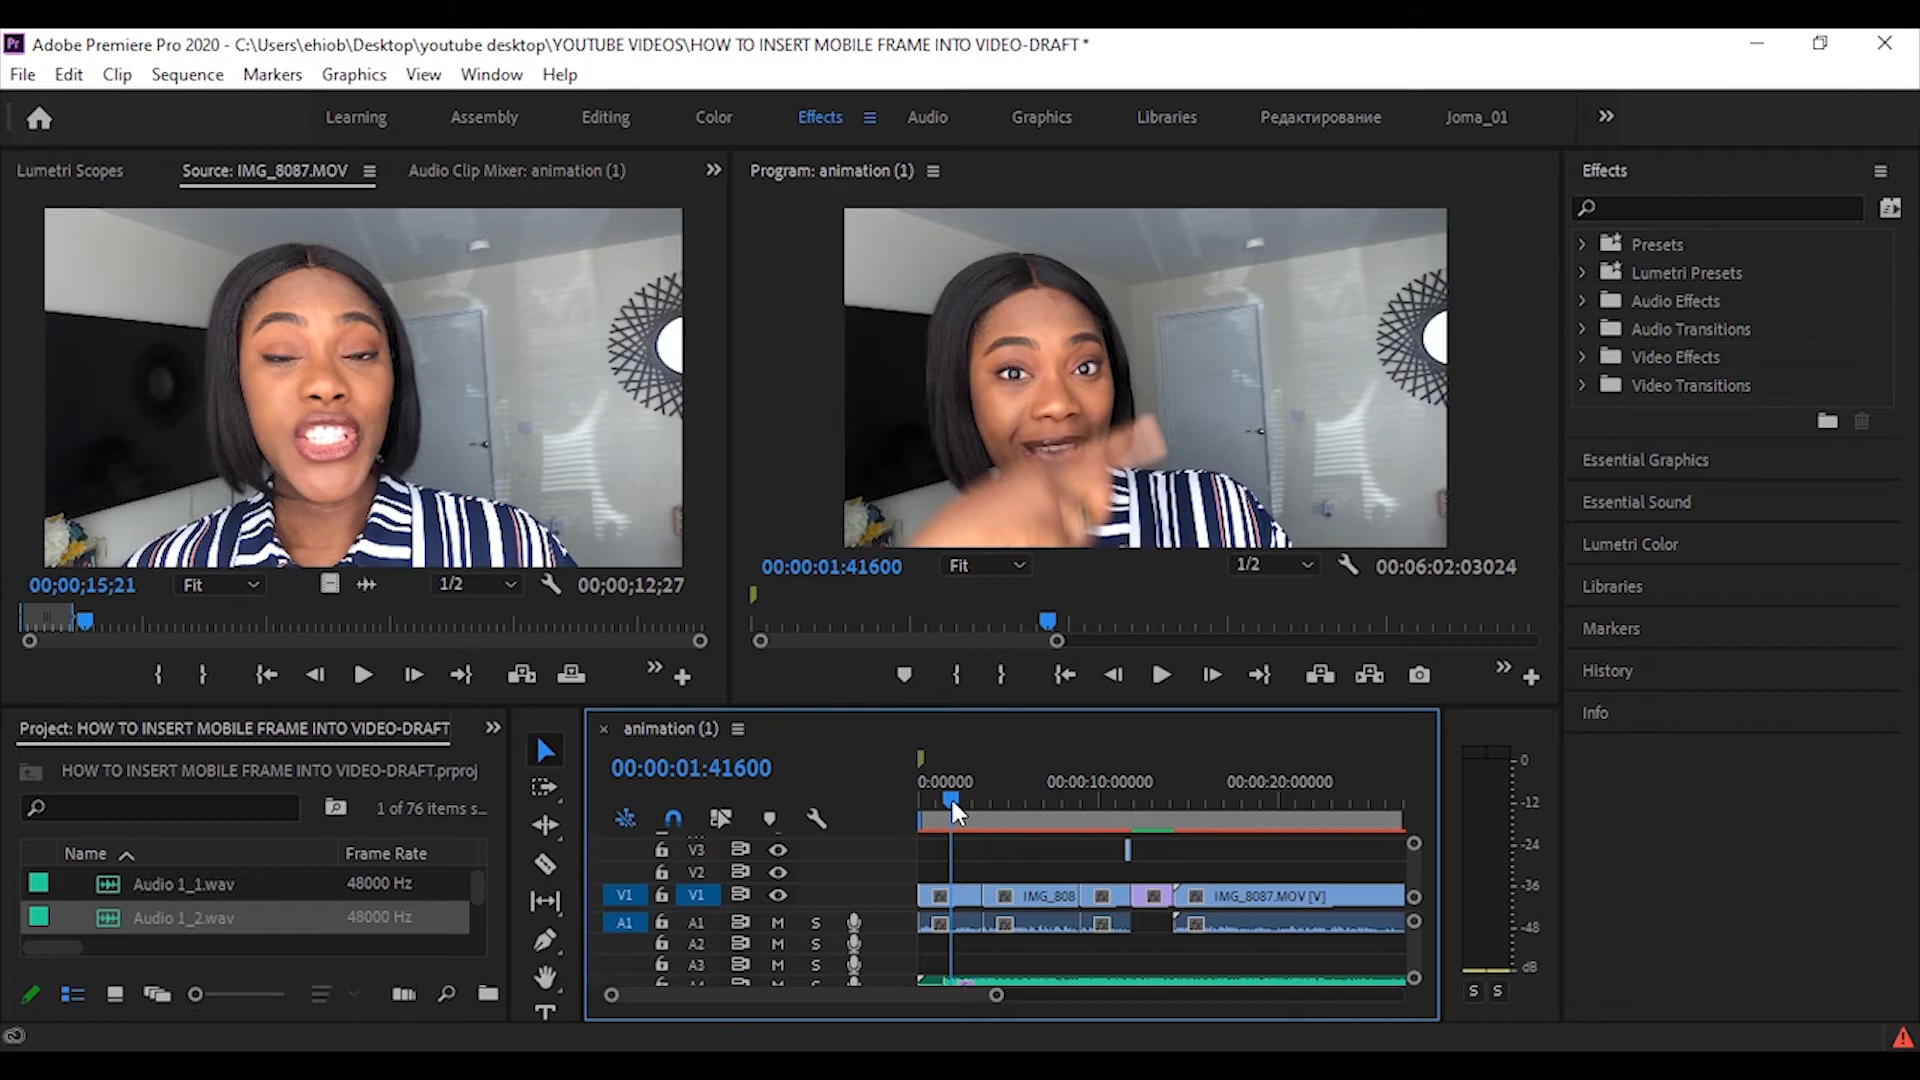 Pr Adobe Premiere Pro 2020 - C:\Users\ehiob\Desktop\youtube desktop\YOUTUBE VIDEOS\HOW TO INSERT MOBILE FRAME INTO VIDEO-DRAFT *
File Edit Clip Sequence Markers Graphics View Window Help
Learning Assembly Editing Color Effects Audio Graphics Libraries Редактирование Joma_01
Lumetri Scopes Source: IMG_8087.MOV Audio Clip Mixer: animation (1)
Program: animation (1)
Effects
Presets
Lumetri Presets
Audio Effects
Audio Transitions
Video Effects
Video Transitions
Essential Graphics
Essential Sound
Lumetri Color
Libraries
Markers
History
Info
00;00;15;21 Fit 1/2 00;00;12;27
00:00:01:41600 Fit 1/2 00:06:02:03024
Project: HOW TO INSERT MOBILE FRAME INTO VIDEO-DRAFT
HOW TO INSERT MOBILE FRAME INTO VIDEO-DRAFT.prproj
1 of 76 items s...
Name Frame Rate
Audio 1_1.wav 48000 Hz
Audio 1_2.wav 48000 Hz
animation (1)
00:00:01:41600
0:00000 00:00:10:00000 00:00:20:00000
V3
V2
V1 V1 IMG_808 IMG_8087.MOV [V]
A1 A1 M S
A2 M S
A3 M S
0
-12
-24
-36
-48
dB
S S